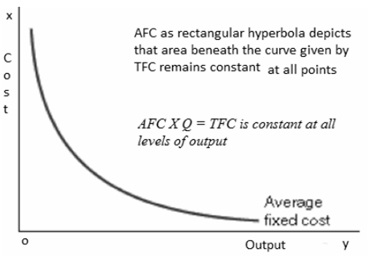 x
AFC as rectangular hyperbola depicts
that area beneath the curve given by
TFC remains constant at all points
C
o
s
t
AFC X Q = TFC is constant at all
levels of output
Average
fixed cost
o
Output
y